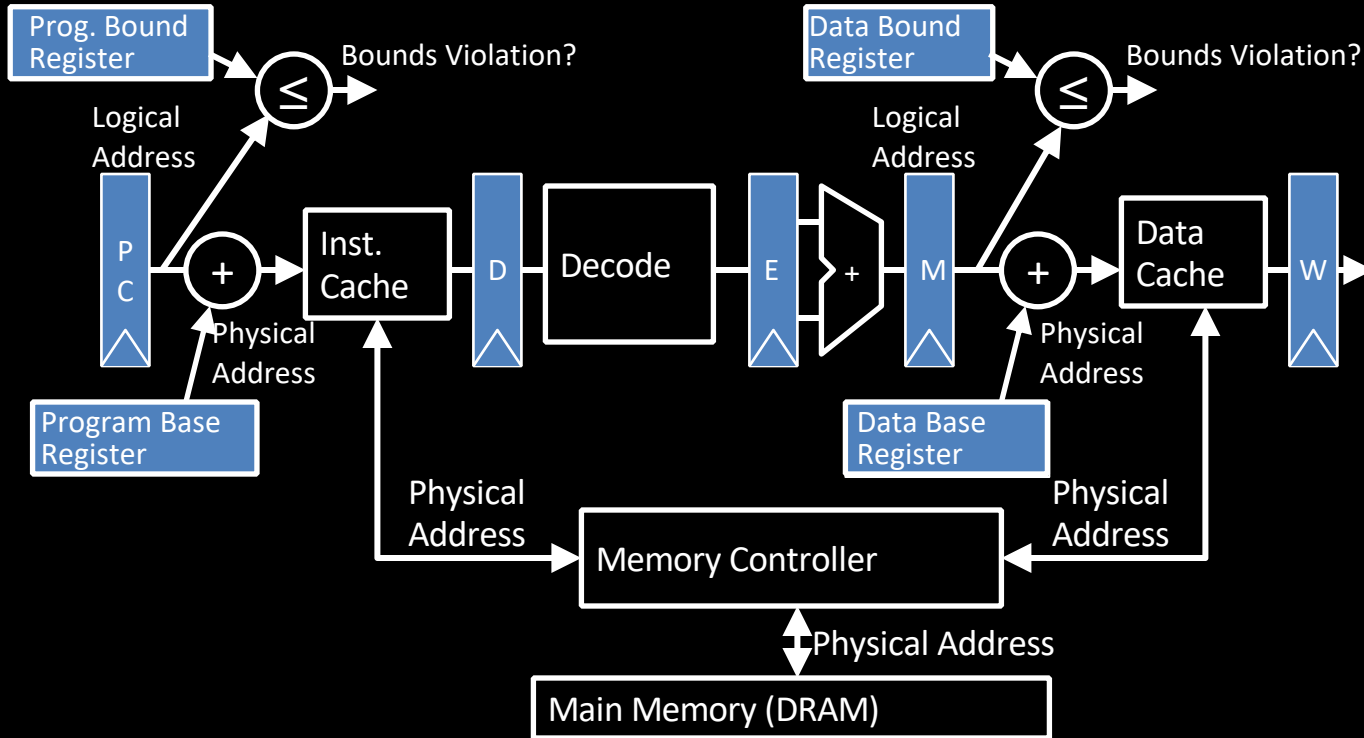 Prog. Bound
Register
≤
Bounds Violation?
Data Bound
Register
≤
Bounds Violation?
Logical
Address
Logical
Address
P
C
+
Inst.
Cache
D
Decode
E
+
M
+
Data
Cache
W
Physical
Address
Physical
Address
Program Base
Register
Data Base
Register
Physical
Address
Physical
Address
Memory Controller
Physical Address
Main Memory (DRAM)